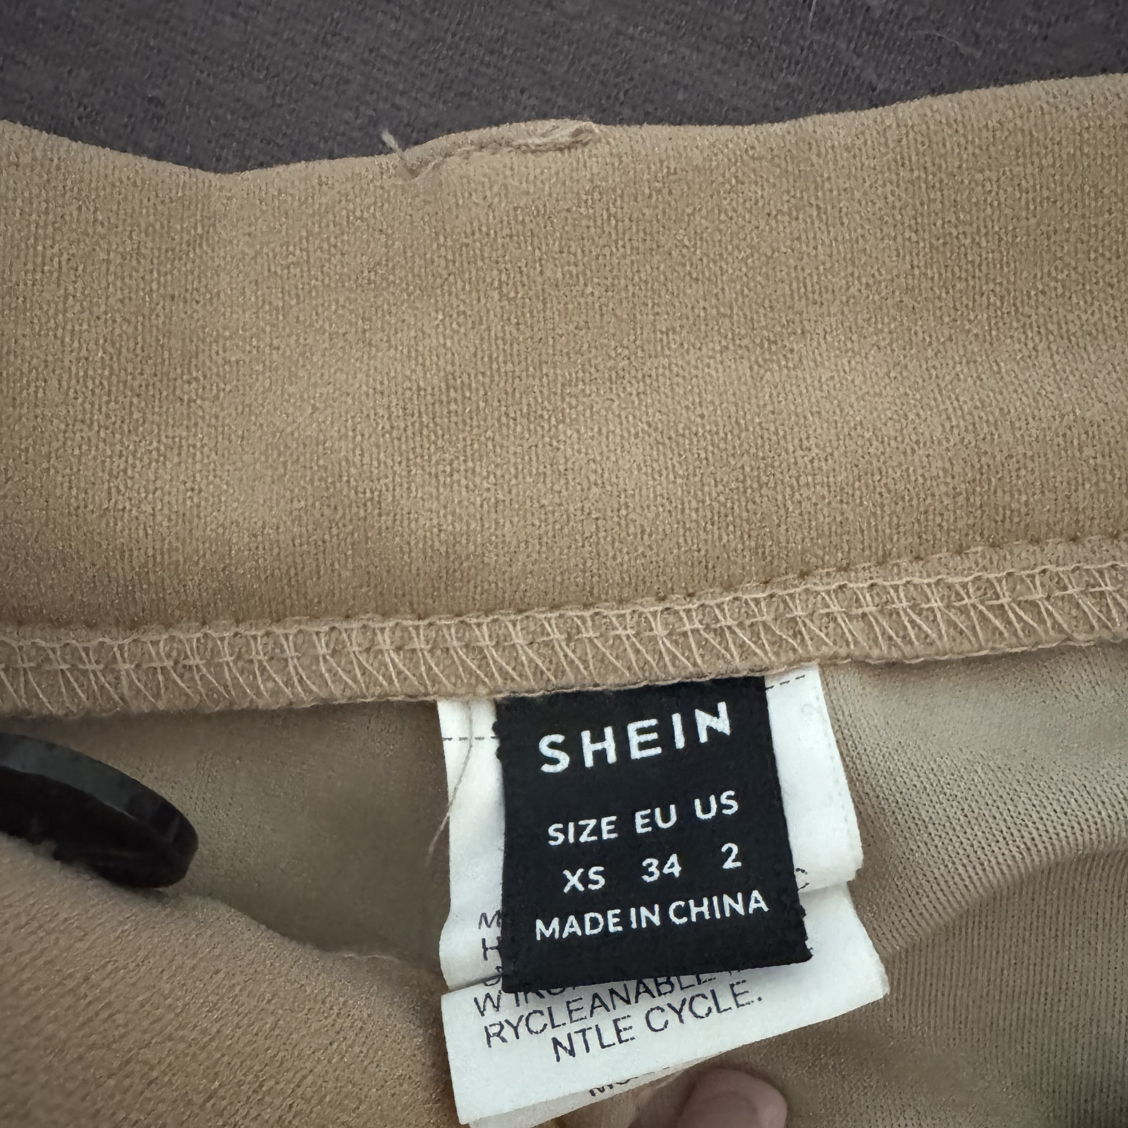 SHEIN
SIZE EU US
XS 34 2
MADE IN CHINA
RYCLEANABLE
NTLE CYCLE.